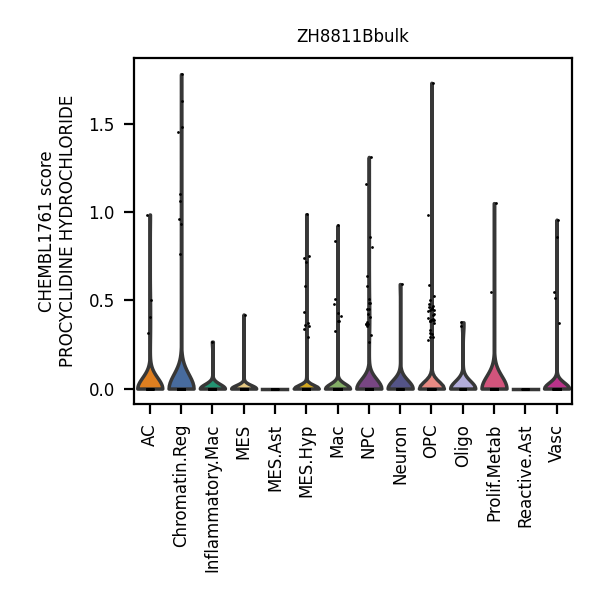 ZH8811Bbulk
CHEMBL1761 score
PROCYCLIDINE HYDROCHLORIDE
1.5
1.0
0.5
0.0
AC
Chromatin.Reg
Inflammatory.Mac
MES
MES.Ast
MES.Hyp
Mac
NPC
Neuron
OPC
Oligo
Prolif.Metab
Reactive.Ast
Vasc